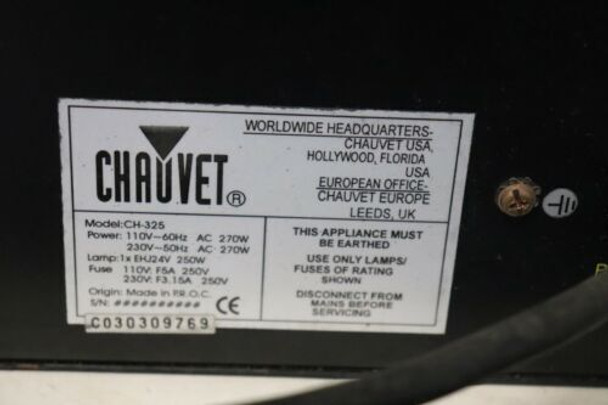 CHAUVET®
WORLDWIDE HEADQUARTERS-
CHAUVET USA
HOLLYWOOD, FLORIDA
USA
EUROPEAN OFFICE-
CHAUVET EUROPE
LEEDS, UK
Model:CH-325
Power: 110V~60Hz AC 270W
230V~50Hz AC 270W
Lamp:1x EHJ24V 250W
Fuse 110V: F5A 250V
230V: F3.15A 250V
Origin: Made in P.R.O.C.
S/N: ########## CE
C030309769
THIS APPLIANCE MUST
BE EARTHED
USE ONLY LAMPS/
FUSES OF RATING
SHOWN
DISCONNECT FROM
MAINS BEFORE
SERVICING